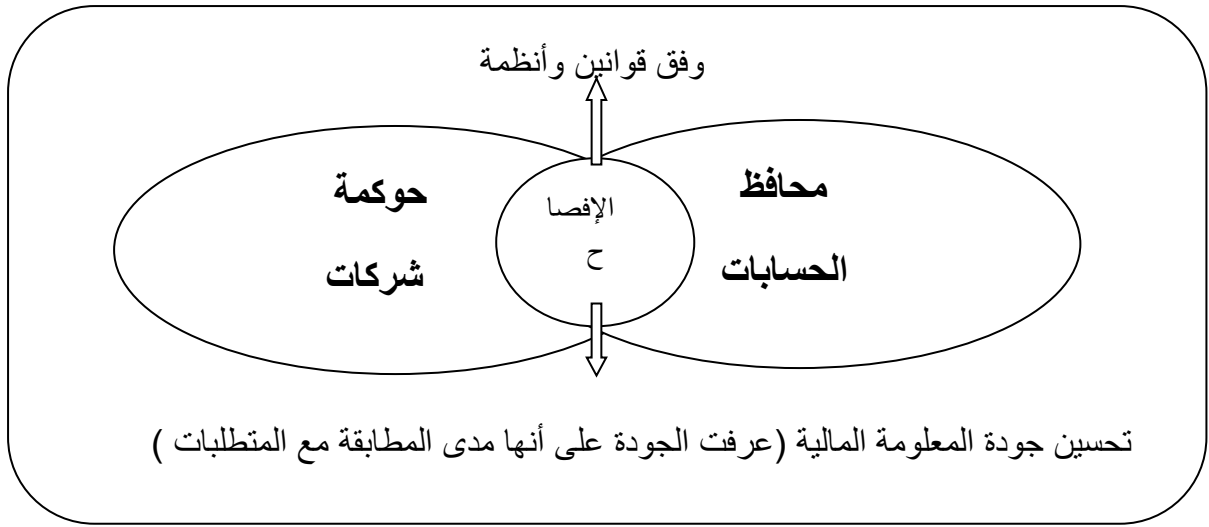 وفق قوانين وأنظمة
محافظ
الحسابات
الإفصا
ح
حوكمة
شركات
تحسين جودة المعلومة المالية (عرفت الجودة على أنها مدى المطابقة مع المتطلبات )